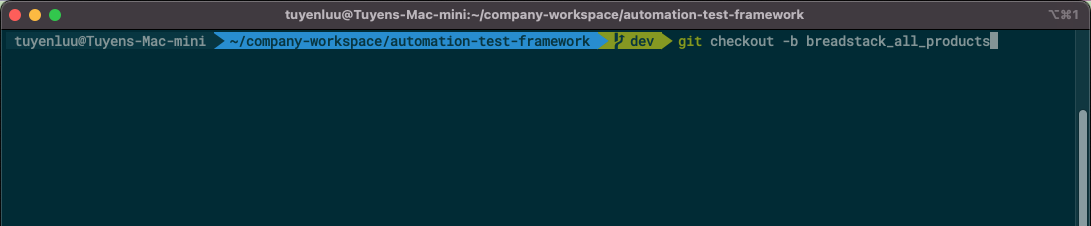 tuyenluu@Tuyens-Mac-mini:~/company-workspace/automation-test-framework ⌥⌘1
tuyenluu@Tuyens-Mac-mini ~/company-workspace/automation-test-framework dev git checkout -b breadstack_all_products